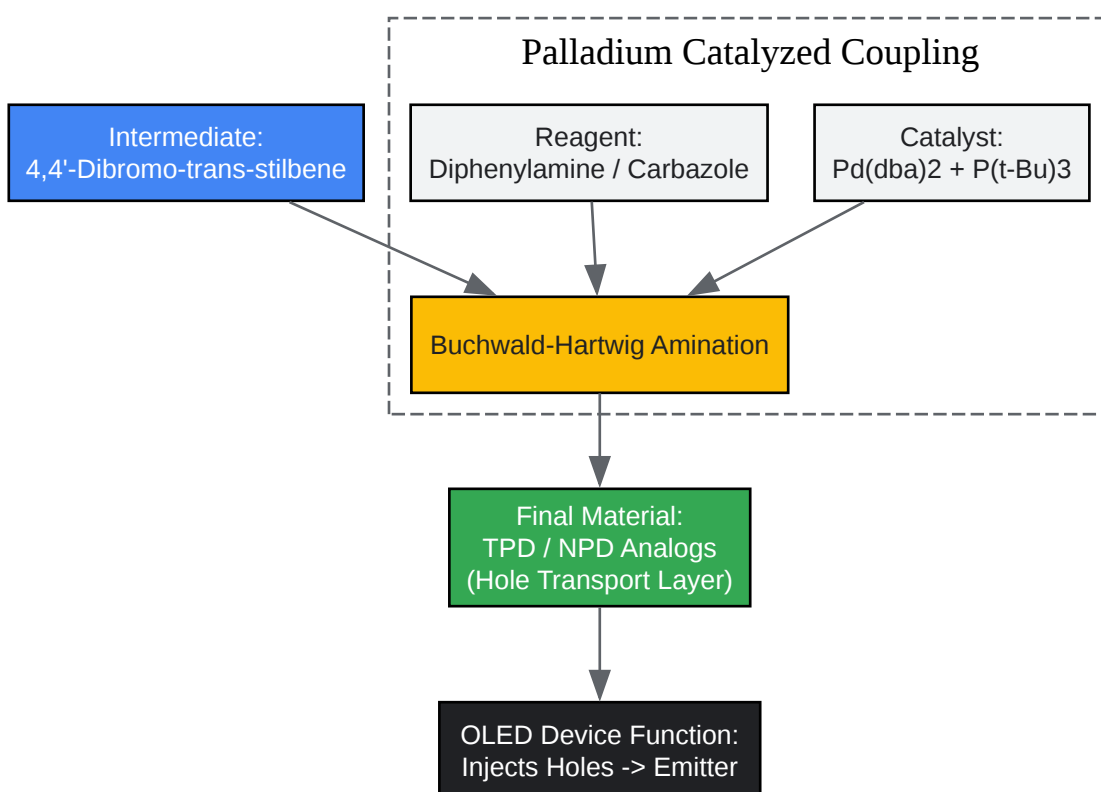 Palladium Catalyzed Coupling
Intermediate:
4,4'-Dibromo-trans-stilbene
Reagent:
Diphenylamine / Carbazole
Catalyst:
Pd(dba)2 + P(t-Bu)3
Buchwald-Hartwig Amination
Final Material:
TPD / NPD Analogs
(Hole Transport Layer)
OLED Device Function:
Injects Holes -> Emitter